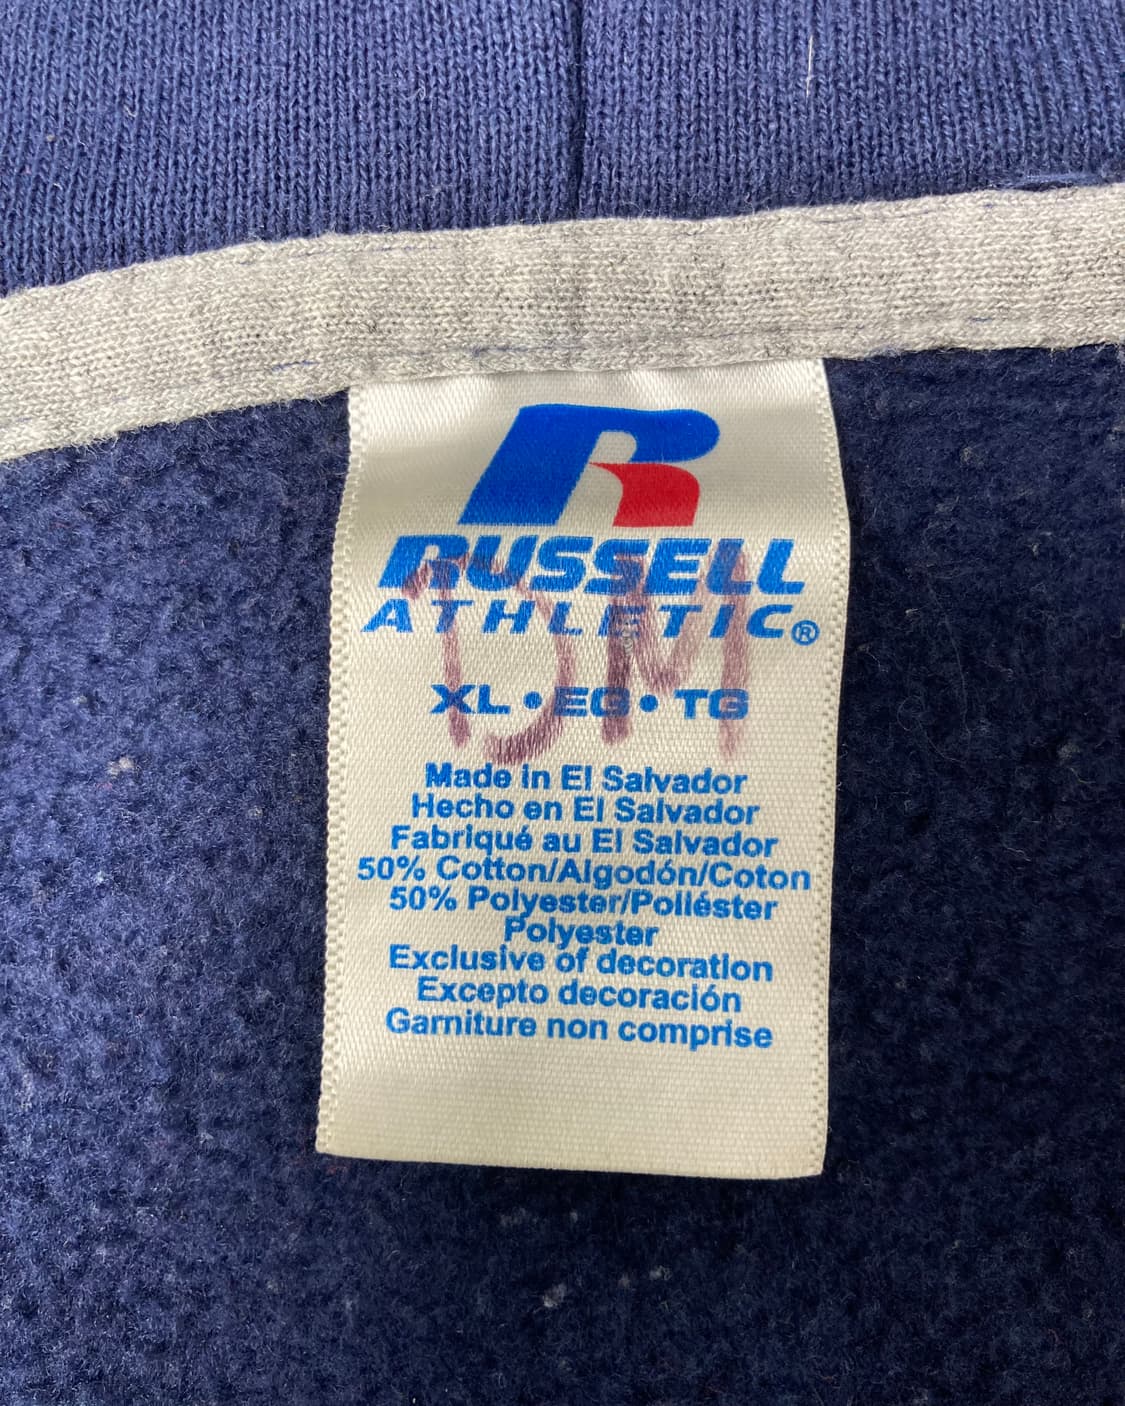 RUSSELL
ATHLETIC®
XL • EG • TG
Made in El Salvador
Hecho en El Salvador
Fabriqué au El Salvador
50% Cotton/Algodón/Coton
50% Polyester/Poliéster
Polyester
Exclusive of decoration
Excepto decoración
Garniture non comprise